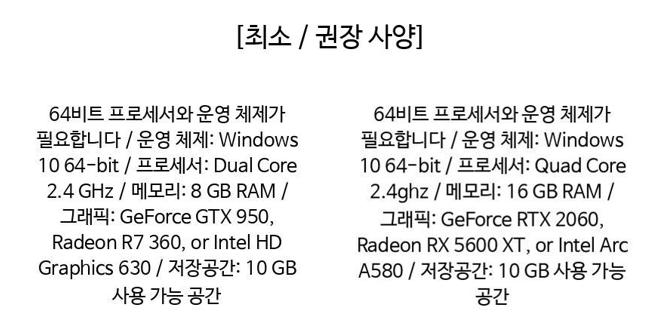 [최소 / 권장 사양]
64비트 프로세서와 운영 체제가
필요합니다 / 운영 체제: Windows
10 64-bit / 프로세서: Dual Core
2.4 GHz / 메모리: 8 GB RAM /
그래픽: GeForce GTX 950,
Radeon R7 360, or Intel HD
Graphics 630 / 저장공간: 10 GB
사용 가능 공간
64비트 프로세서와 운영 체제가
필요합니다 / 운영 체제: Windows
10 64-bit / 프로세서: Quad Core
2.4ghz / 메모리: 16 GB RAM /
그래픽: GeForce RTX 2060,
Radeon RX 5600 XT, or Intel Arc
A580 / 저장공간: 10 GB 사용 가능
공간